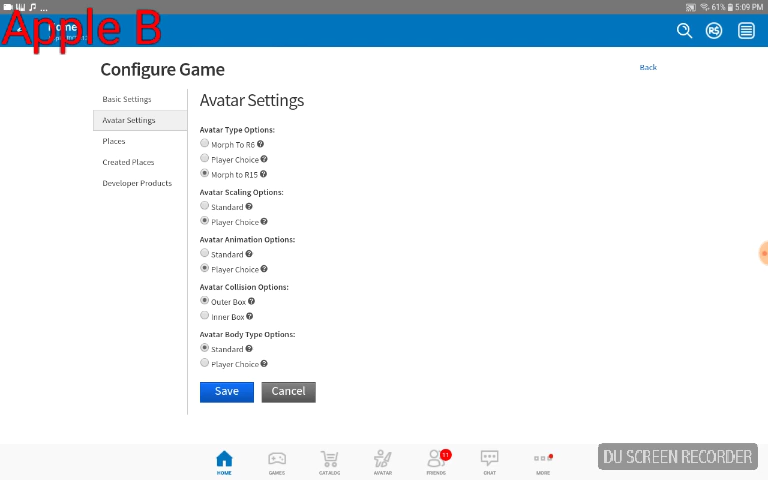 ... 61% 5:09 PM
Apple B
Home
R$
Configure Game
Back
Basic Settings
Avatar Settings
Places
Created Places
Developer Products
Avatar Settings
Avatar Type Options:
Morph To R6 ?
Player Choice ?
Morph to R15 ?
Avatar Scaling Options:
Standard ?
Player Choice ?
Avatar Animation Options:
Standard ?
Player Choice ?
Avatar Collision Options:
Outer Box ?
Inner Box ?
Avatar Body Type Options:
Standard ?
Player Choice ?
Save Cancel
HOME GAMES CATALOG AVATAR FRIENDS 11 CHAT MORE
DU SCREEN RECORDER